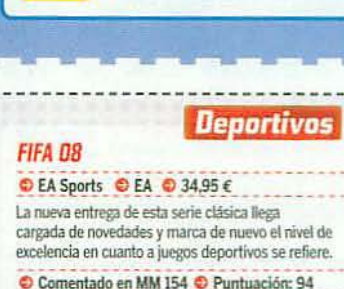 Deportivos
FIFA 08
EA Sports EA 34,95 €
La nueva entrega de esta serie clásica llega
cargada de novedades y marca de nuevo el nivel de
excelencia en cuanto a juegos deportivos se refiere.
Comentado en MM 154 Puntuación: 94